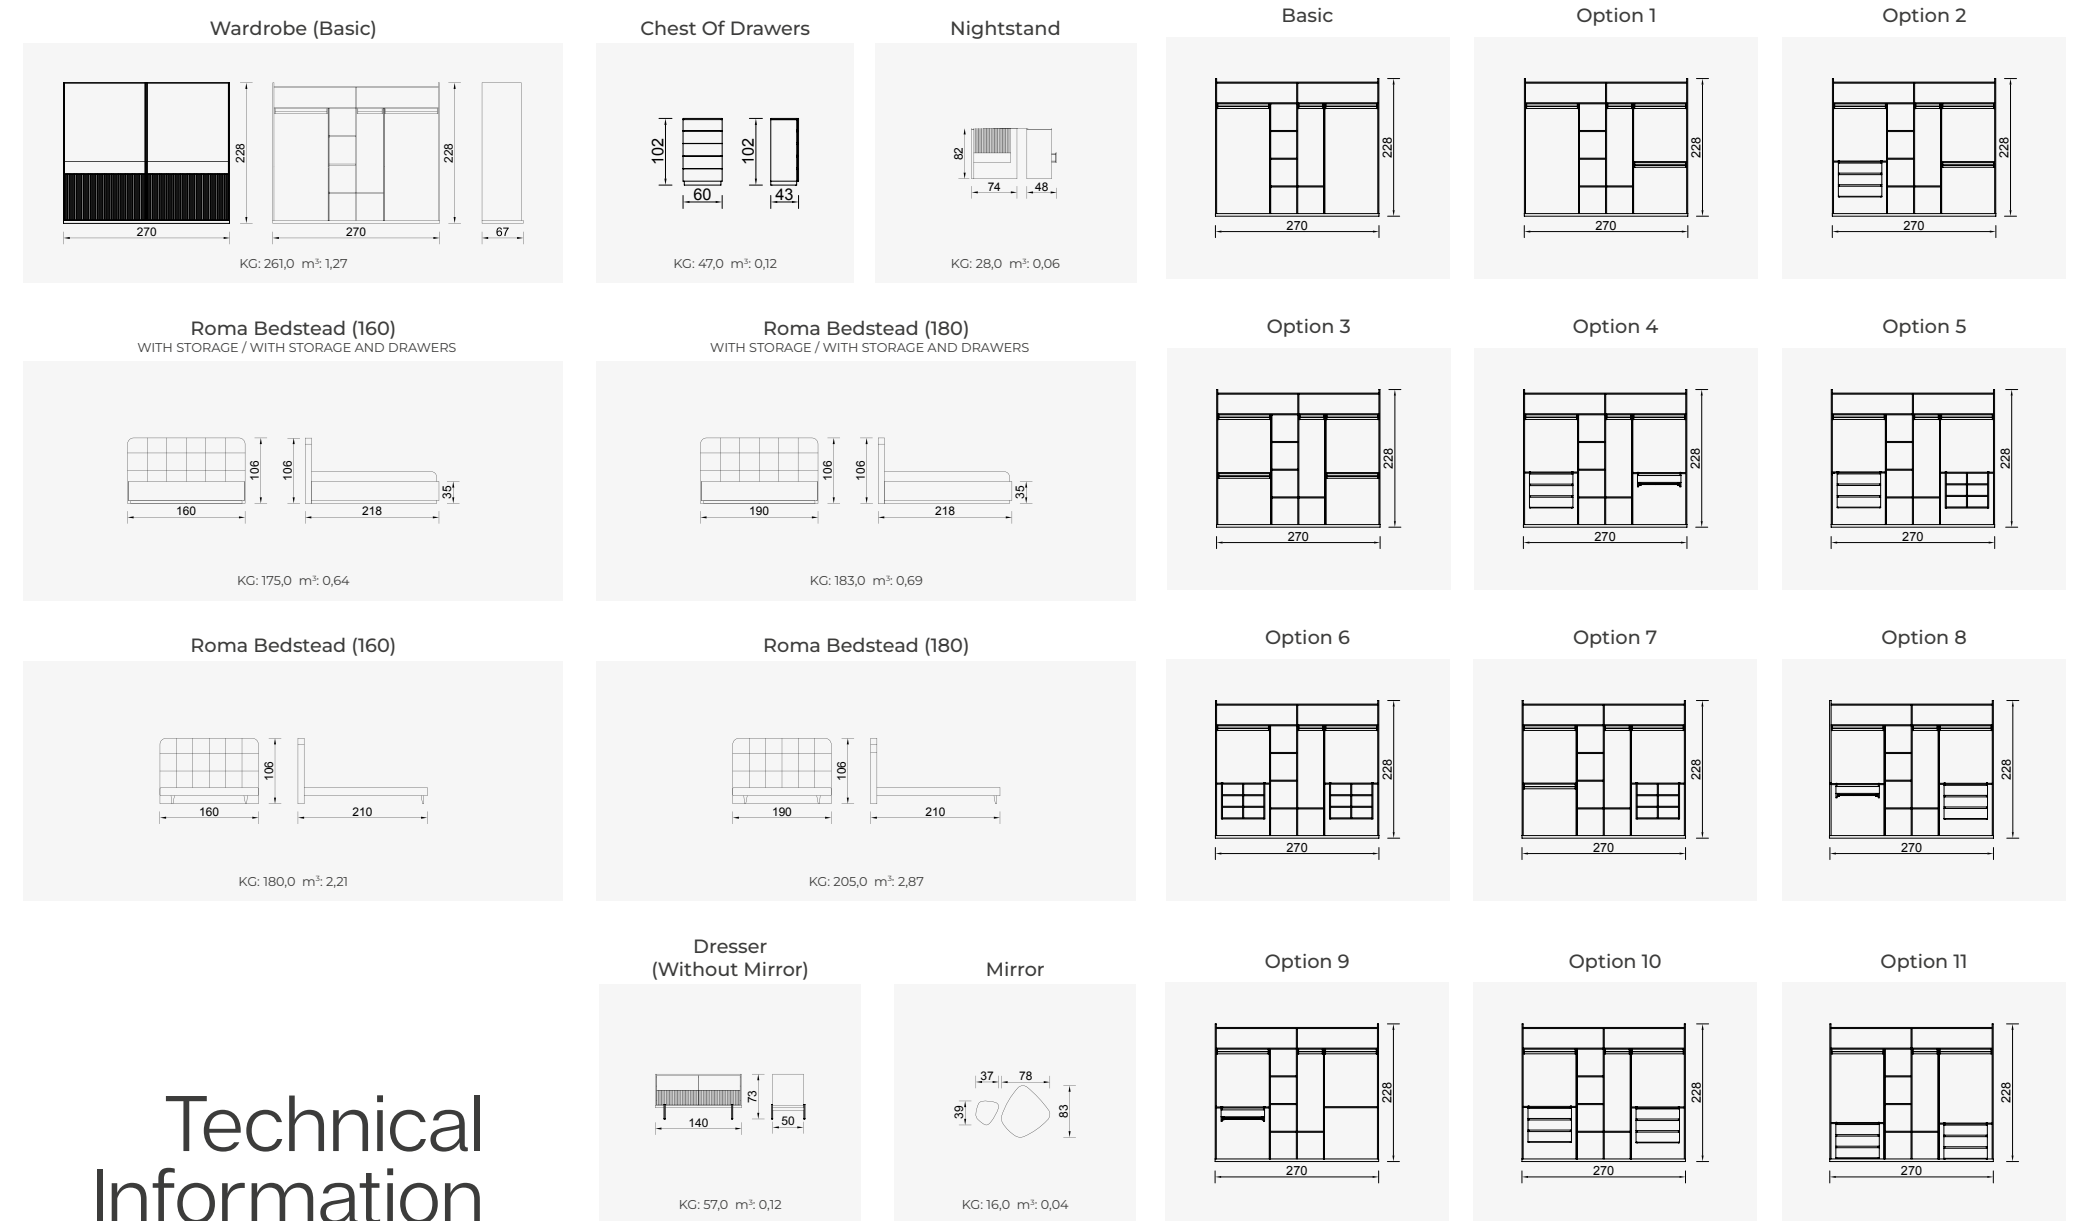 Wardrobe (Basic)
228
228
270
270
67
KG: 261,0 m³: 1,27
Chest Of Drawers
102
102
60
43
KG: 47,0 m³: 0,12
Nightstand
82
74
48
KG: 28,0 m³: 0,06
Basic
228
270
Option 1
228
270
Option 2
228
270
Roma Bedstead (160)
WITH STORAGE / WITH STORAGE AND DRAWERS
106
106
35
160
218
KG: 175,0 m³: 0,64
Roma Bedstead (180)
WITH STORAGE / WITH STORAGE AND DRAWERS
106
106
35
190
218
KG: 183,0 m³: 0,69
Option 3
228
270
Option 4
228
270
Option 5
228
270
Roma Bedstead (160)
106
160
210
KG: 180,0 m³: 2,21
Roma Bedstead (180)
106
190
210
KG: 205,0 m³: 2,87
Option 6
228
270
Option 7
228
270
Option 8
228
270
Technical
Information
Dresser
(Without Mirror)
73
140
50
KG: 57,0 m³: 0,12
Mirror
37
78
39
83
KG: 16,0 m³: 0,04
Option 9
228
270
Option 10
228
270
Option 11
228
270